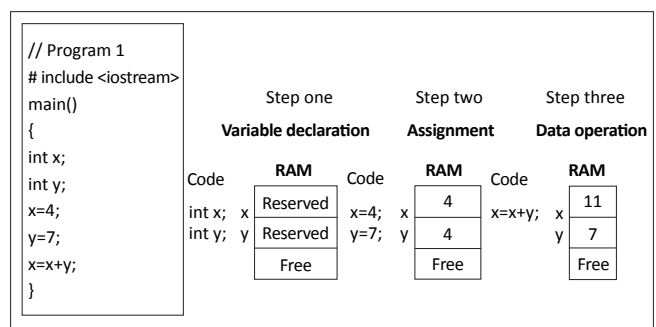 // Program 1
# include <iostream>
main()
{
int x;
int y;
x=4;
y=7;
x=x+y;
}
Step one
Variable declaration
Code
RAM
int x; x Reserved
int y; y Reserved
Free
Step two
Assignment
Code
RAM
x=4; x 4
y=7; y 4
Free
Step three
Data operation
Code
RAM
x=x+y; x 11
y 7
Free